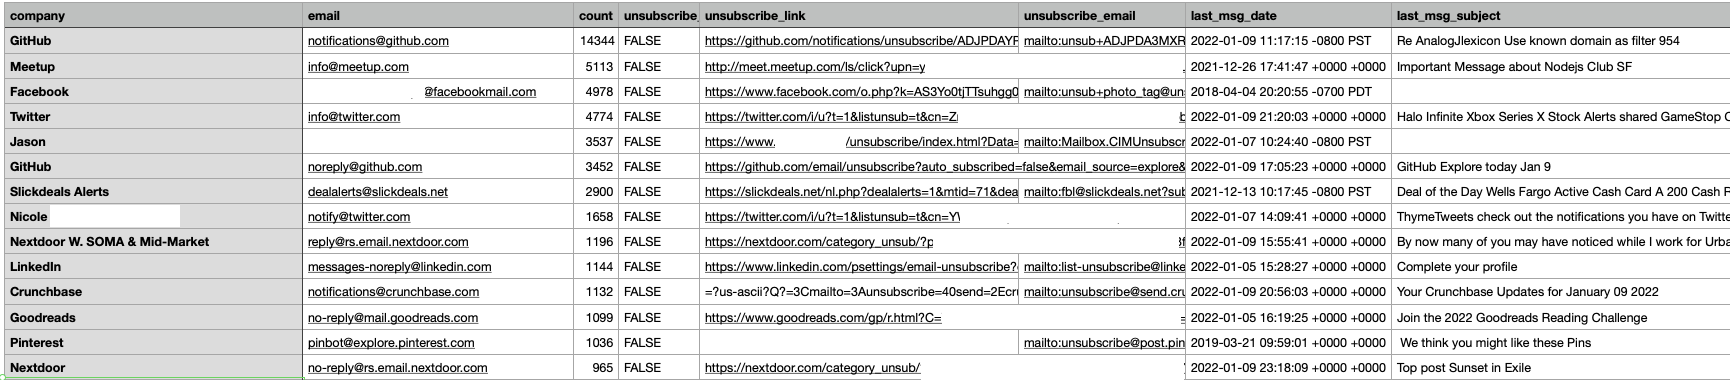 company email count unsubscribe_ unsubscribe_link unsubscribe_email last_msg_date last_msg_subject
GitHub notifications@github.com 14344 FALSE https://github.com/notifications/unsubscribe/ADJPDAYF mailto:unsub+ADJPDA3MXR 2022-01-09 11:17:15 -0800 PST Re AnalogJlexicon Use known domain as filter 954
Meetup info@meetup.com 5113 FALSE http://meet.meetup.com/ls/click?upn=y 2021-12-26 17:41:47 +0000 +0000 Important Message about Nodejs Club SF
Facebook @facebookmail.com 4978 FALSE https://www.facebook.com/o.php?k=AS3Yo0tjTTsuhgg0 mailto:unsub+photo_tag@un 2018-04-04 20:20:55 -0700 PDT
Twitter info@twitter.com 4774 FALSE https://twitter.com/i/u?t=1&listunsub=t&cn=Z 2022-01-09 21:20:03 +0000 +0000 Halo Infinite Xbox Series X Stock Alerts shared GameStop C
Jason 3537 FALSE https://www. /unsubscribe/index.html?Data= mailto:Mailbox.CIMUnsubscr 2022-01-07 10:24:40 -0800 PST
GitHub noreply@github.com 3452 FALSE https://github.com/email/unsubscribe?auto_subscribed=false&email_source=explore& 2022-01-09 17:05:23 +0000 +0000 GitHub Explore today Jan 9
Slickdeals Alerts dealalerts@slickdeals.net 2900 FALSE https://slickdeals.net/nl.php?dealalerts=1&mtid=71&dea mailto:fbl@slickdeals.net?sub 2021-12-13 10:17:45 -0800 PST Deal of the Day Wells Fargo Active Cash Card A 200 Cash R
Nicole notify@twitter.com 1658 FALSE https://twitter.com/i/u?t=1&listunsub=t&cn=Y 2022-01-07 14:09:41 +0000 +0000 ThymeTweets check out the notifications you have on Twitte
Nextdoor W. SOMA & Mid-Market reply@rs.email.nextdoor.com 1196 FALSE https://nextdoor.com/category_unsub/?p 2022-01-09 15:55:41 +0000 +0000 By now many of you may have noticed while I work for Urba
LinkedIn messages-noreply@linkedin.com 1144 FALSE https://www.linkedin.com/psettings/email-unsubscribe? mailto:list-unsubscribe@linke 2022-01-05 15:28:27 +0000 +0000 Complete your profile
Crunchbase notifications@crunchbase.com 1132 FALSE =?us-ascii?Q?=3Cmailto=3Aunsubscribe=40send=2Ecr mailto:unsubscribe@send.cru 2022-01-09 20:56:03 +0000 +0000 Your Crunchbase Updates for January 09 2022
Goodreads no-reply@mail.goodreads.com 1099 FALSE https://www.goodreads.com/gp/r.html?C= = 2022-01-05 16:19:25 +0000 +0000 Join the 2022 Goodreads Reading Challenge
Pinterest pinbot@explore.pinterest.com 1036 FALSE mailto:unsubscribe@post.pin 2019-03-21 09:59:01 +0000 +0000 We think you might like these Pins
Nextdoor no-reply@rs.email.nextdoor.com 965 FALSE https://nextdoor.com/category_unsub/ 2022-01-09 23:18:09 +0000 +0000 Top post Sunset in Exile